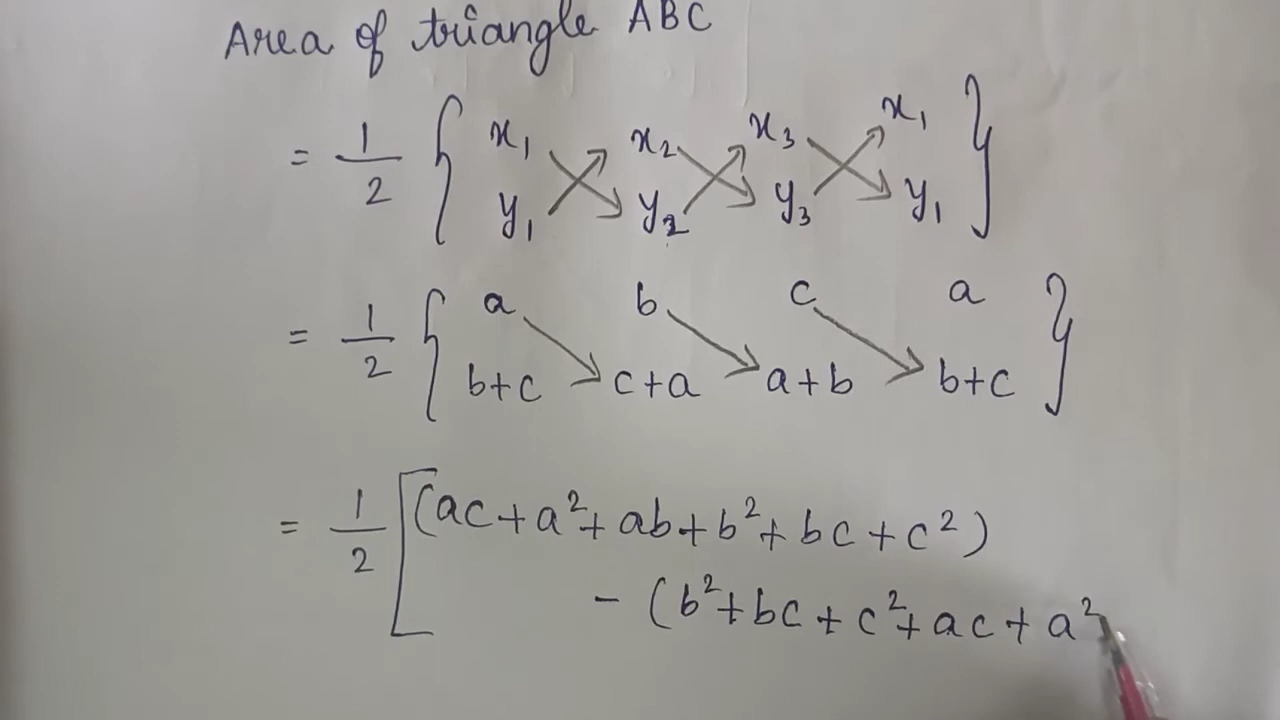 Area of triangle ABC
= 1/2 { x₁ x₂ x₃ x₁
y₁ y₂ y₃ y₁ }
= 1/2 { a b c a
b+c c+a a+b b+c }
= 1/2 [(ac+a²+ab+b²+bc+c²)
- (b²+bc+c²+ac+a²